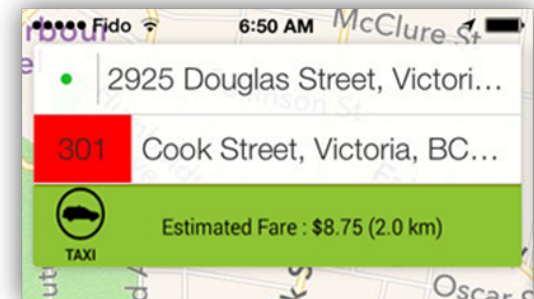 Fido 6:50 AM
McClure St
2925 Douglas Street, Victori...
301 Cook Street, Victoria, BC...
TAXI
Estimated Fare : $8.75 (2.0 km)
Oscar